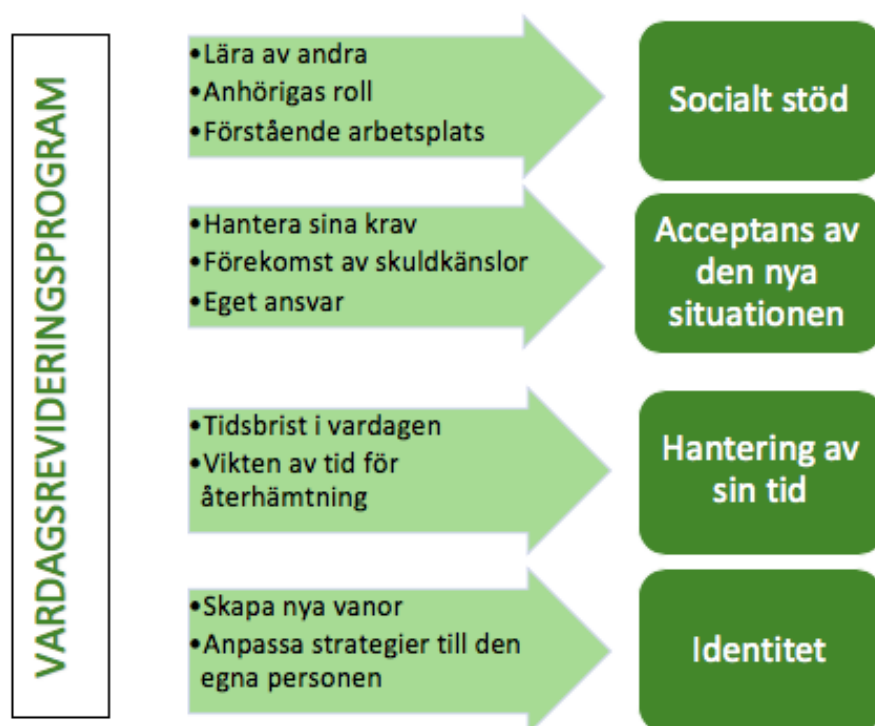 VARDAGSREVIDERINGSPROGRAM
•Lära av andra
•Anhörigas roll
•Förstående arbetsplats
Socialt stöd
•Hantera sina krav
•Förekomst av skuldkänslor
•Eget ansvar
Acceptans av
den nya
situationen
•Tidsbrist i vardagen
•Vikten av tid för
återhämtning
Hantering av
sin tid
•Skapa nya vanor
•Anpassa strategier till den
egna personen
Identitet